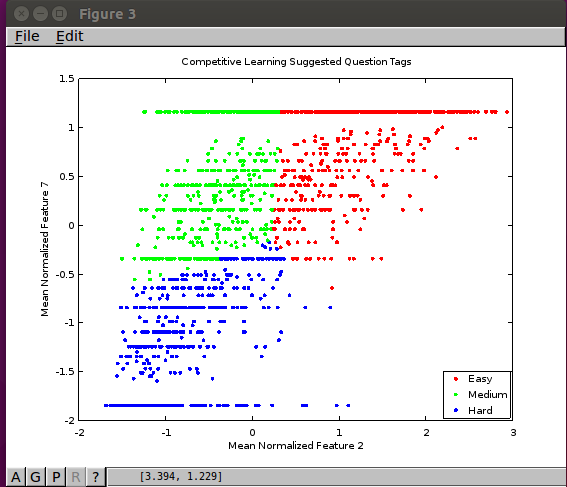 Figure 3
File Edit
Competitive Learning Suggested Question Tags
1.5
1
0.5
0
-0.5
-1
-1.5
-2
Mean Normalized Feature 7
-2 -1 0 1 2 3
Mean Normalized Feature 2
Easy
Medium
Hard
A G P R ? [3.394, 1.229]